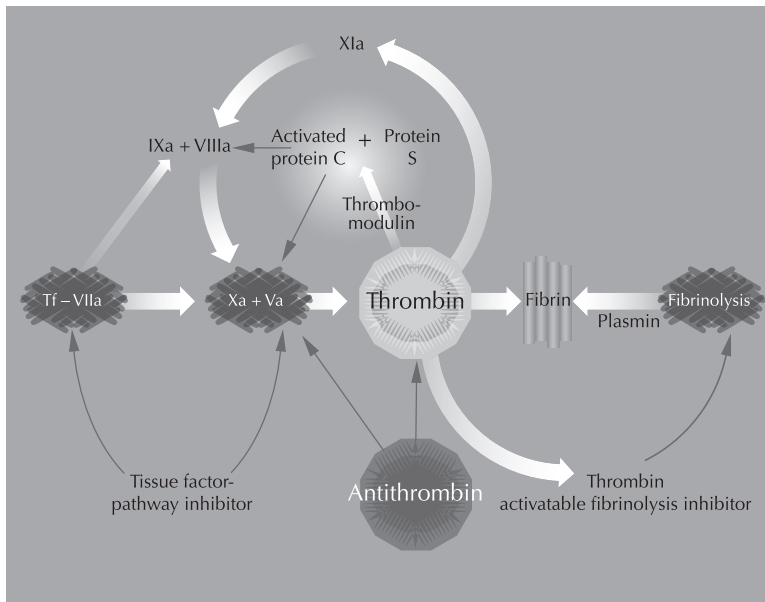 XIa
IXa + VIIIa
Activated
protein C
+
Protein
S
Thrombo-
modulin
Tf – VIIa
Xa + Va
Thrombin
Fibrin
Fibrinolysis
Plasmin
Tissue factor-
pathway inhibitor
Antithrombin
Thrombin
activatable fibrinolysis inhibitor